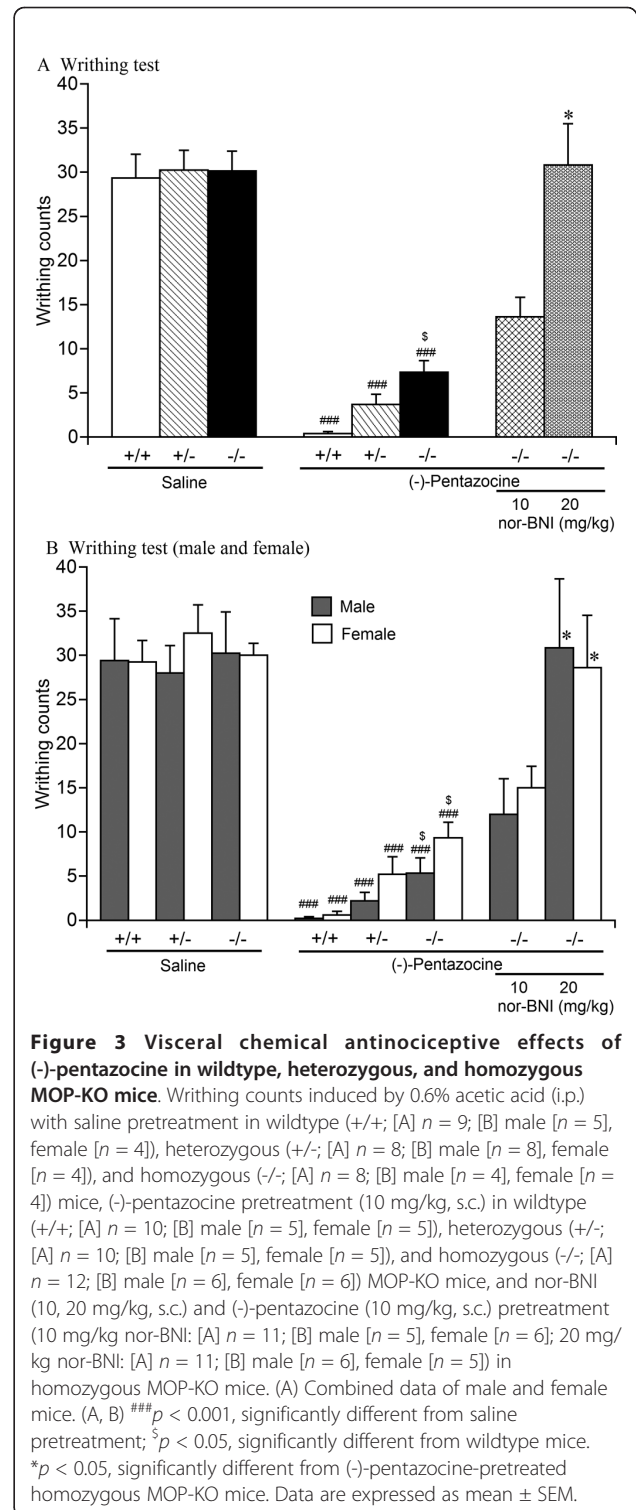 A Writhing test
40
35
30
25
20
15
10
5
0
Writhing counts
*
$
###
###
###
+/+ +/- -/- +/+ +/- -/- -/- -/-
Saline (-)-Pentazocine
10 20
nor-BNI (mg/kg)
B Writhing test (male and female)
40
35
30
25
20
15
10
5
0
Writhing counts
Male
Female
* *
$
$ ###
### ###
### ### ###
+/+ +/- -/- +/+ +/- -/- -/- -/-
Saline (-)-Pentazocine
10 20
nor-BNI (mg/kg)
Figure 3 Visceral chemical antinociceptive effects of
(-)-pentazocine in wildtype, heterozygous, and homozygous
MOP-KO mice. Writhing counts induced by 0.6% acetic acid (i.p.)
with saline pretreatment in wildtype (+/+; [A] n = 9; [B] male [n = 5],
female [n = 4]), heterozygous (+/-; [A] n = 8; [B] male [n = 8], female
[n = 4]), and homozygous (-/-; [A] n = 8; [B] male [n = 4], female [n =
4]) mice, (-)-pentazocine pretreatment (10 mg/kg, s.c.) in wildtype
(+/+; [A] n = 10; [B] male [n = 5], female [n = 5]), heterozygous (+/-;
[A] n = 10; [B] male [n = 5], female [n = 5]), and homozygous (-/-; [A]
n = 12; [B] male [n = 6], female [n = 6]) MOP-KO mice, and nor-BNI
(10, 20 mg/kg, s.c.) and (-)-pentazocine (10 mg/kg, s.c.) pretreatment
(10 mg/kg nor-BNI: [A] n = 11; [B] male [n = 5], female [n = 6]; 20 mg/
kg nor-BNI: [A] n = 11; [B] male [n = 6], female [n = 5]) in
homozygous MOP-KO mice. (A) Combined data of male and female
mice. (A, B) ###p < 0.001, significantly different from saline
pretreatment; $p < 0.05, significantly different from wildtype mice.
*p < 0.05, significantly different from (-)-pentazocine-pretreated
homozygous MOP-KO mice. Data are expressed as mean ± SEM.